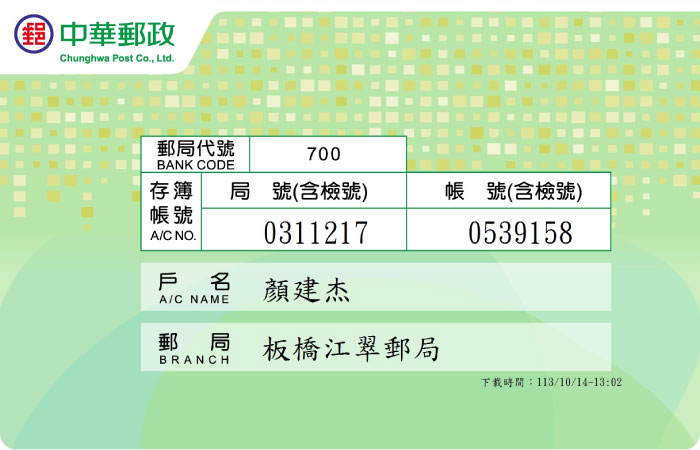 中華郵政
Chunghwa Post Co., Ltd.
郵局代號 700
BANK CODE
存簿帳號 局 號(含檢號) 帳 號(含檢號)
A/C NO. 0311217 0539158
戶 名 顏建杰
A/C NAME
郵 局 板橋江翠郵局
BRANCH
下載時間：113/10/14-13:02